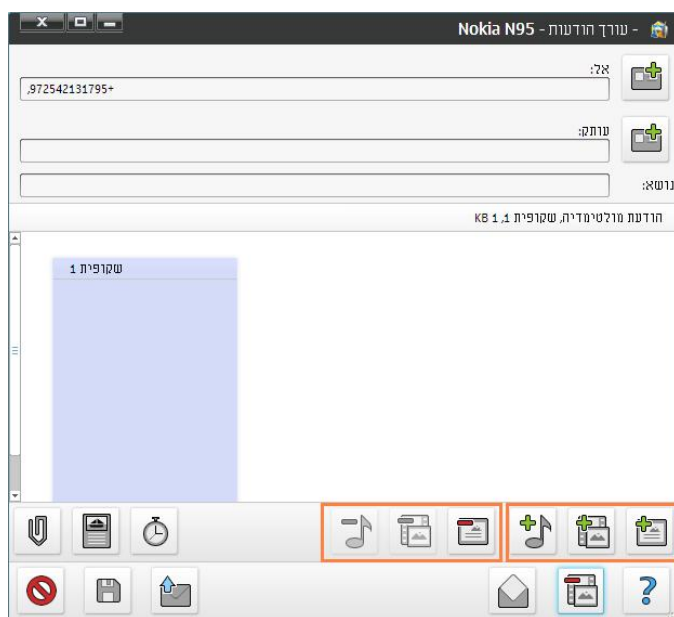 עורך הודעות - Nokia N95 -
אל:
,972542131795+
עותק:
נושא:
הודעת מולטימדיה, שקופית 1, 1 KB
שקופית 1